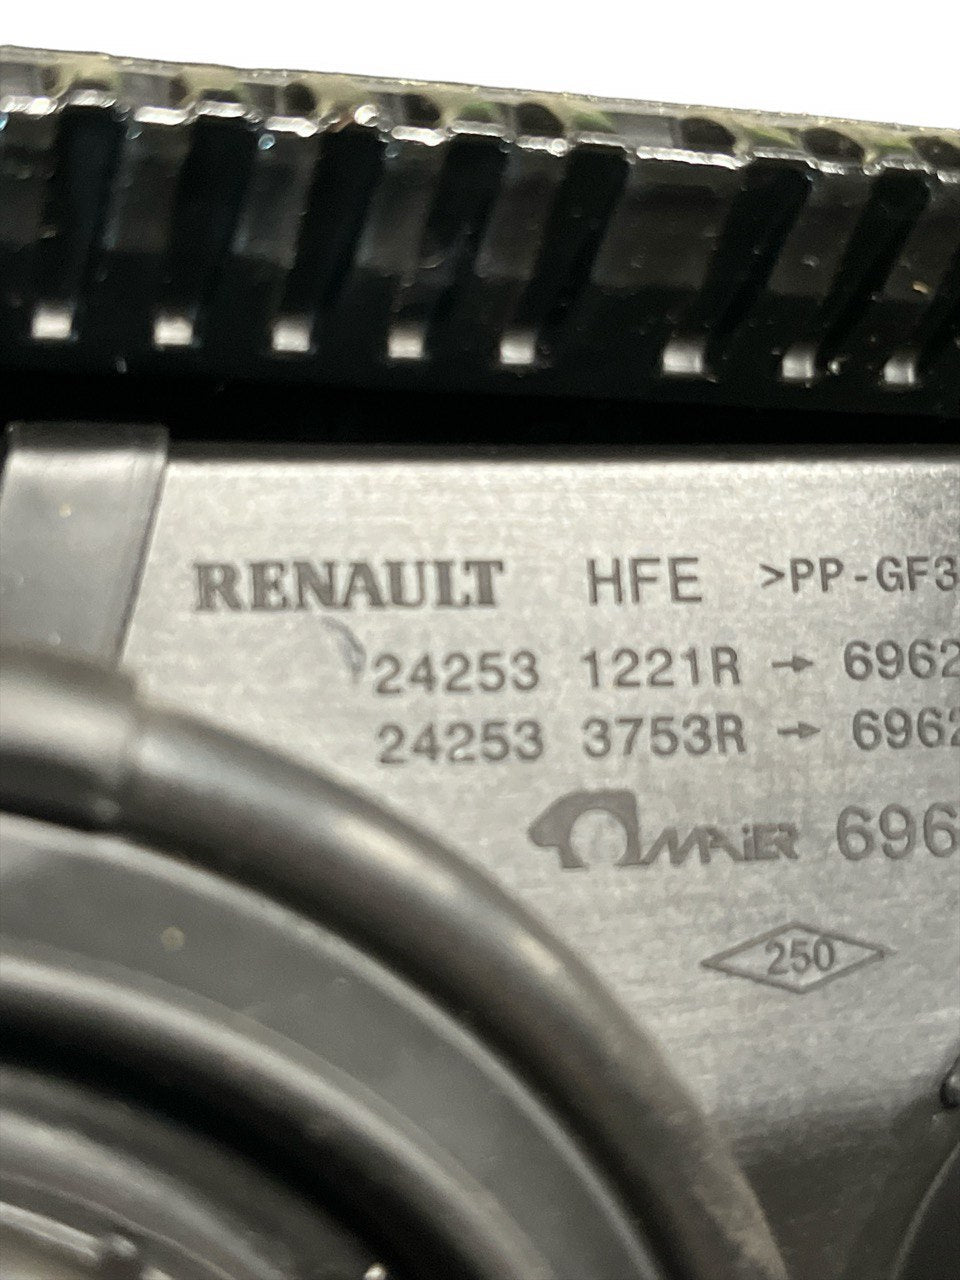 RENAULT HFE >PP-GF3
24253 1221R → 6962
24253 3753R → 6962
MAIER 696
250